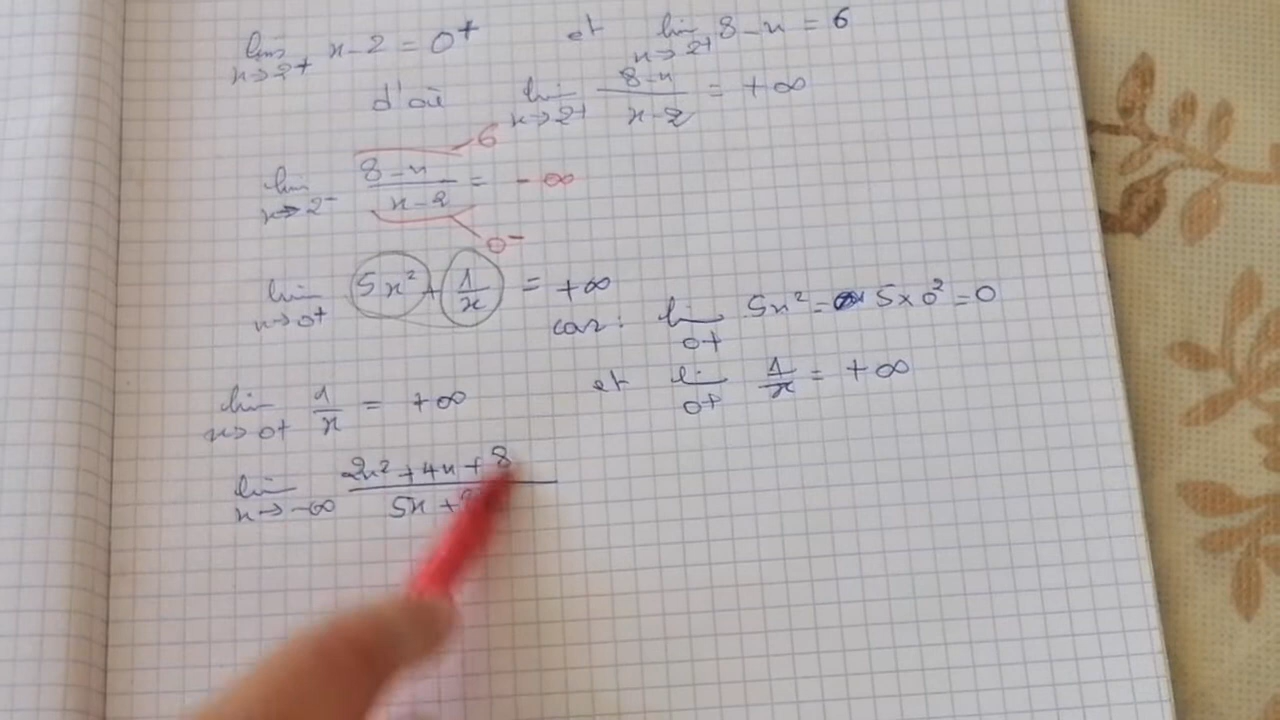 lim x→2+ x-2 = 0+ et lim x→2+ 8-x = 6
d'où lim x→2+ (8-x)/(x-2) = +∞
6
lim x→2- (8-x)/(x-2) = -∞
0-
lim x→0+ 5x² + 1/x = +∞
car : lim 0+ 5x² = 5×0² = 0
lim x→0+ 1/x = +∞ et lim 0+ 1/x = +∞
lim x→-∞ (2x²+4x+8)/(5x+